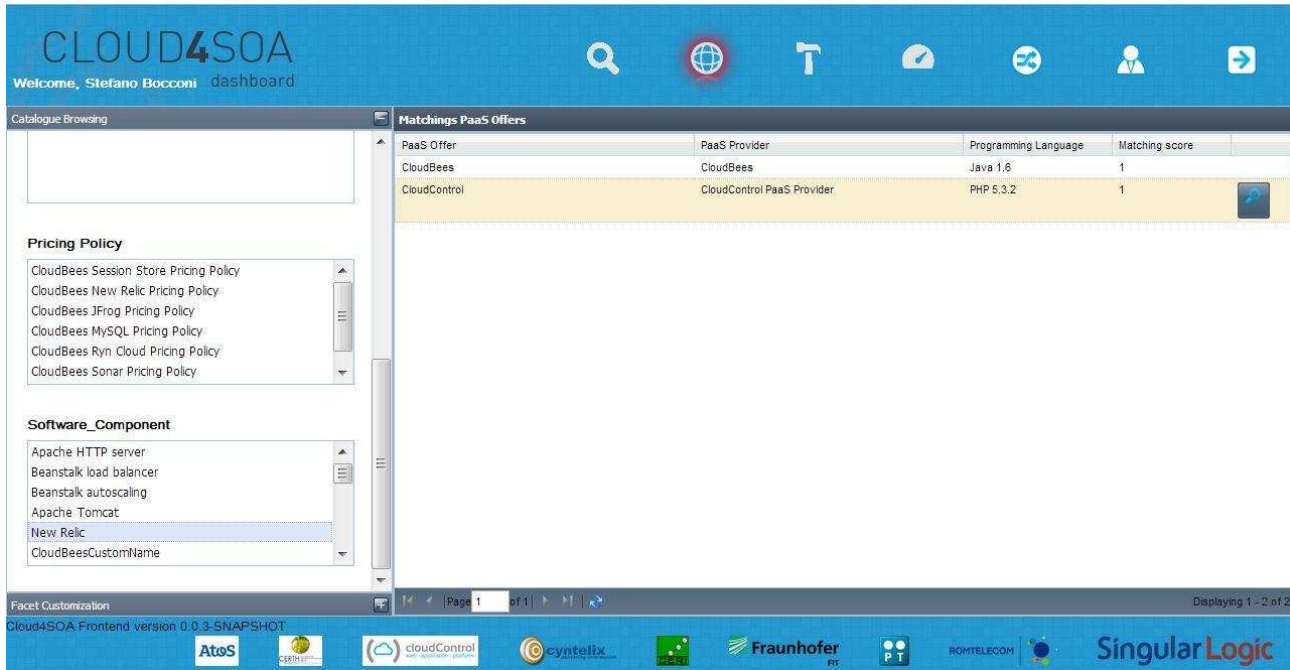 CLOUD4SOA
Welcome, Stefano Bocconi dashboard
Catalogue Browsing
Pricing Policy
CloudBees Session Store Pricing Policy
CloudBees New Relic Pricing Policy
CloudBees JFrog Pricing Policy
CloudBees MySQL Pricing Policy
CloudBees Ryn Cloud Pricing Policy
CloudBees Sonar Pricing Policy
Software_Component
Apache HTTP server
Beanstalk load balancer
Beanstalk autoscaling
Apache Tomcat
New Relic
CloudBeesCustomName
Facet Customization
Matchings PaaS Offers
PaaS Offer PaaS Provider Programming Language Matching score
CloudBees CloudBees Java 1.6 1
CloudControl CloudControl PaaS Provider PHP 5.3.2 1
Page 1 of 1
Displaying 1 - 2 of 2
Cloud4SOA Frontend version 0.0.3-SNAPSHOT
AtoS
CERTH
cloudControl
cyntelix
DERI
Fraunhofer
FIT
PT
ROMTELECOM
SingularLogic